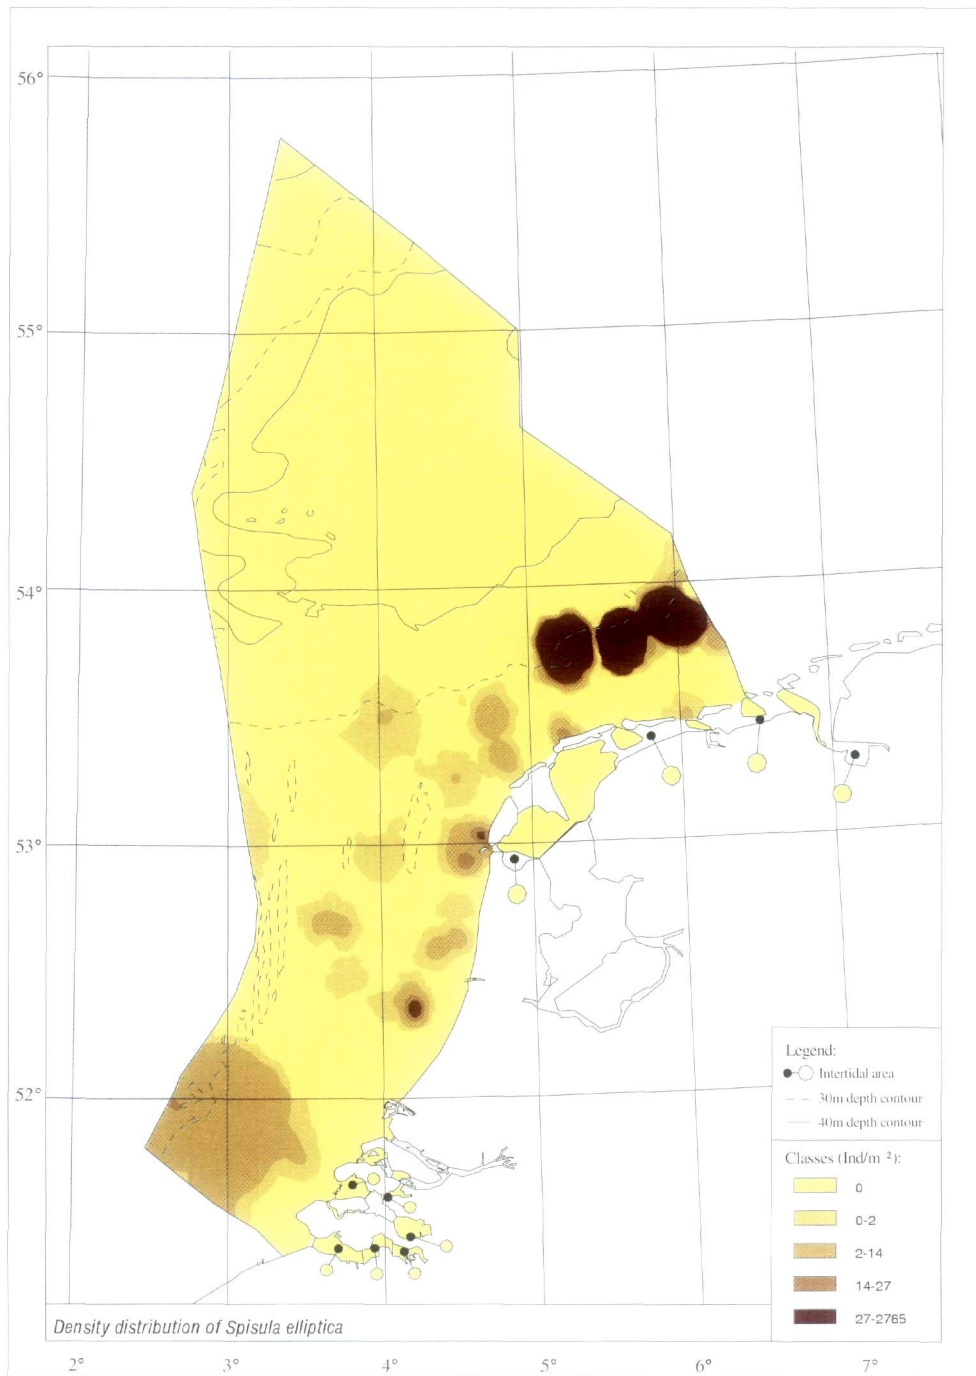 56°
55°
54°
53°
52°
Legend:
Intertidal area
30m depth contour
40m depth contour
Classes (Ind/m ²):
0
0-2
2-14
14-27
27-2765
Density distribution of Spisula elliptica
2°
3°
4°
5°
6°
7°